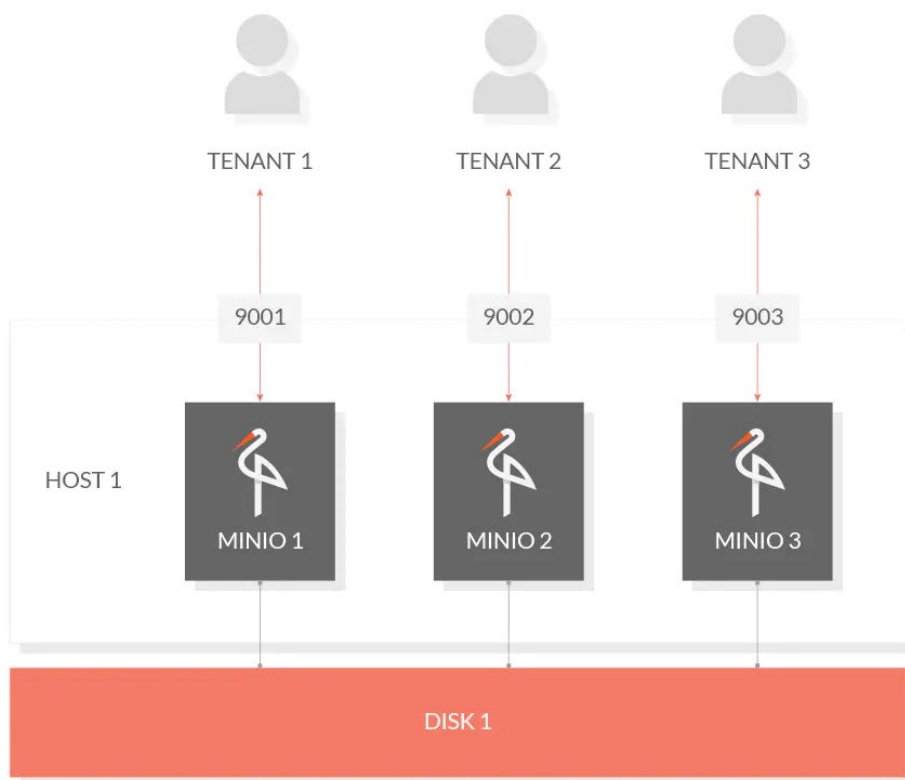 TENANT 1
TENANT 2
TENANT 3
9001
9002
9003
HOST 1
MINIO 1
MINIO 2
MINIO 3
DISK 1